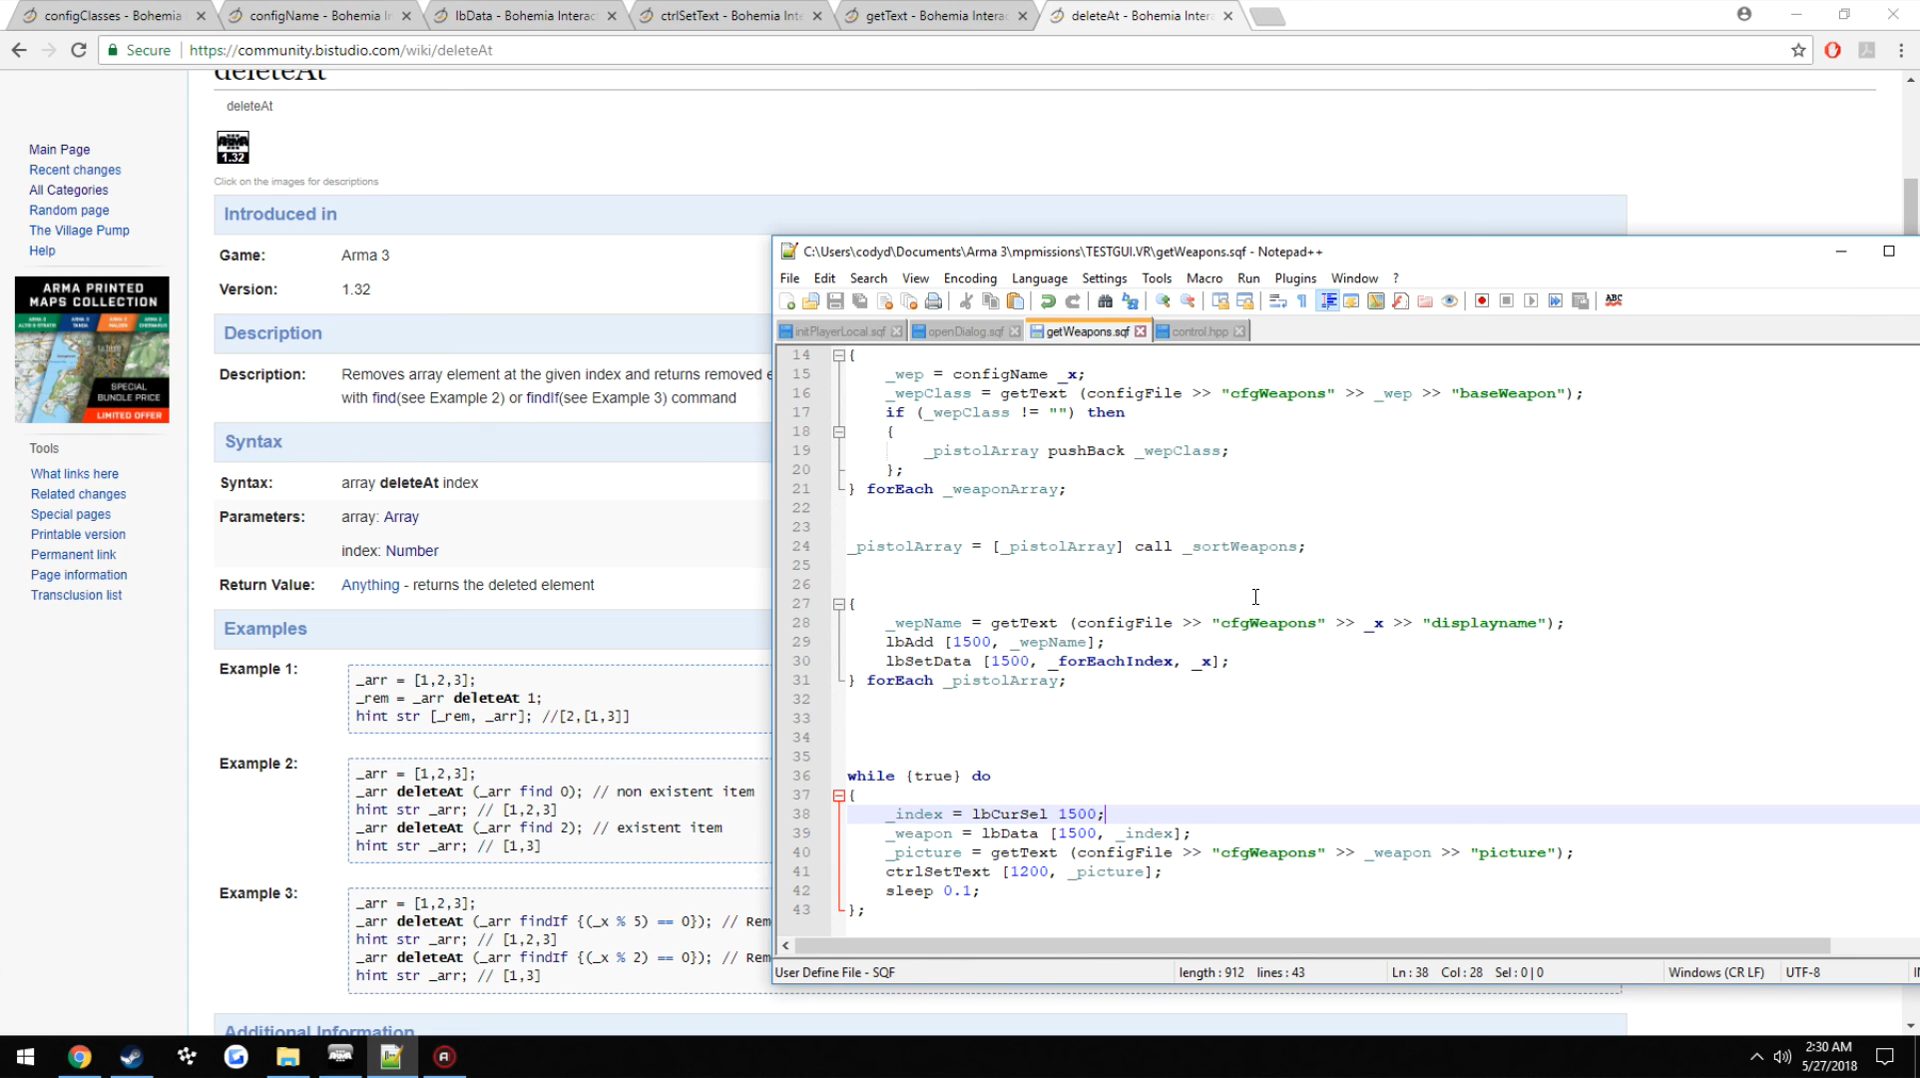 configClasses - Bohemia
configName - Bohemia In
lbData - Bohemia Interac
ctrlSetText - Bohemia Inte
getText - Bohemia Interac
deleteAt - Bohemia Inter
Secure
https://community.bistudio.com/wiki/deleteAt
deleteAt
deleteAt
ARMA
1.32
Click on the images for descriptions
Main Page
Recent changes
All Categories
Random page
The Village Pump
Help
ARMA PRINTED
MAPS COLLECTION
SPECIAL
BUNDLE PRICE
LIMITED OFFER
Tools
What links here
Related changes
Special pages
Printable version
Permanent link
Page information
Transclusion list
Introduced in
Game: Arma 3
Version: 1.32
Description
Description: Removes array element at the given index and returns removed e
with find(see Example 2) or findIf(see Example 3) command
Syntax
Syntax: array deleteAt index
Parameters: array: Array
index: Number
Return Value: Anything - returns the deleted element
Examples
Example 1:
_arr = [1,2,3];
_rem = _arr deleteAt 1;
hint str [_rem, _arr]; //[2,[1,3]]
Example 2:
_arr = [1,2,3];
_arr deleteAt (_arr find 0); // non existent item
hint str _arr; // [1,2,3]
_arr deleteAt (_arr find 2); // existent item
hint str _arr; // [1,3]
Example 3:
_arr = [1,2,3];
_arr deleteAt (_arr findIf {(_x % 5) == 0}); // Rem
hint str _arr; // [1,2,3]
_arr deleteAt (_arr findIf {(_x % 2) == 0}); // Rem
hint str _arr; // [1,3]
Additional Information
C:\Users\codyd\Documents\Arma 3\mpmissions\TESTGUI.VR\getWeapons.sqf - Notepad++
File Edit Search View Encoding Language Settings Tools Macro Run Plugins Window ?
initPlayerLocal.sqf openDialog.sqf getWeapons.sqf control.hpp
14 {
15 _wep = configName _x;
16 _wepClass = getText (configFile >> "cfgWeapons" >> _wep >> "baseWeapon");
17 if (_wepClass != "") then
18 {
19 _pistolArray pushBack _wepClass;
20 };
21 } forEach _weaponArray;
22
23
24 _pistolArray = [_pistolArray] call _sortWeapons;
25
26
27 {
28 _wepName = getText (configFile >> "cfgWeapons" >> _x >> "displayname");
29 lbAdd [1500, _wepName];
30 lbSetData [1500, _forEachIndex, _x];
31 } forEach _pistolArray;
32
33
34
35
36 while {true} do
37 {
38 _index = lbCurSel 1500;
39 _weapon = lbData [1500, _index];
40 _picture = getText (configFile >> "cfgWeapons" >> _weapon >> "picture");
41 ctrlSetText [1200, _picture];
42 sleep 0.1;
43 };
User Define File - SQF
length : 912 lines : 43
Ln : 38 Col : 28 Sel : 0 | 0
Windows (CR LF)
UTF-8
2:30 AM
5/27/2018